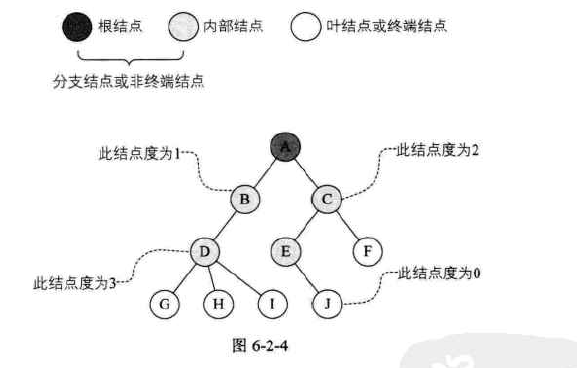 根结点 内部结点 叶结点或终端结点
分支结点或非终端结点
A
此结点度为1 此结点度为2
B C
D E F
此结点度为3 此结点度为0
G H I J
图 6-2-4